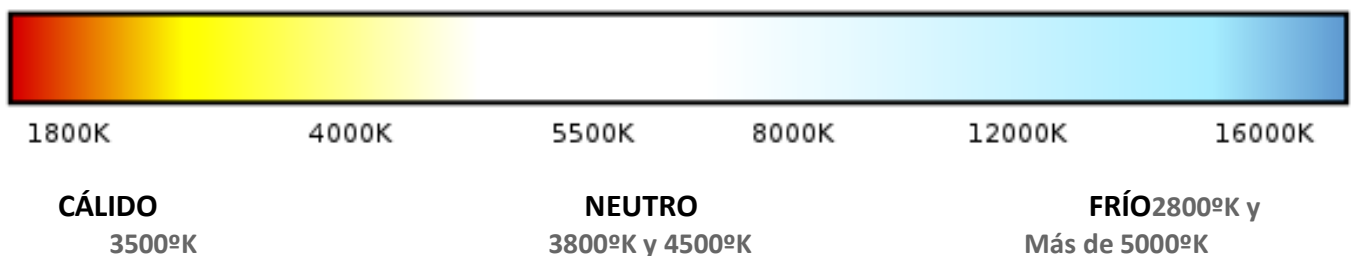 1800K 4000K 5500K 8000K 12000K 16000K
CÁLIDO NEUTRO FRÍO2800ºK y
3500ºK 3800ºK y 4500ºK Más de 5000ºK